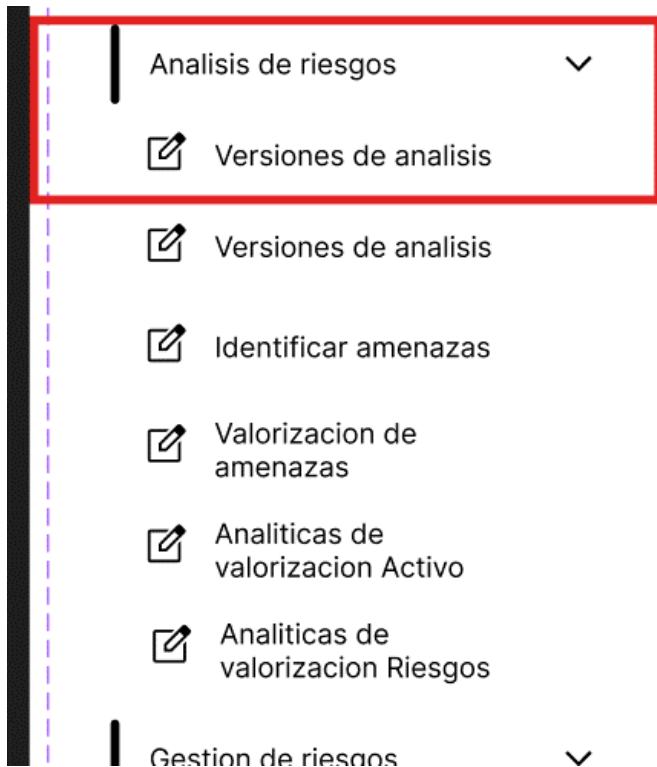 Analisis de riesgos
Versiones de analisis
Versiones de analisis
Identificar amenazas
Valorizacion de
amenazas
Analiticas de
valorizacion Activo
Analiticas de
valorizacion Riesgos
Gestion de riesgos